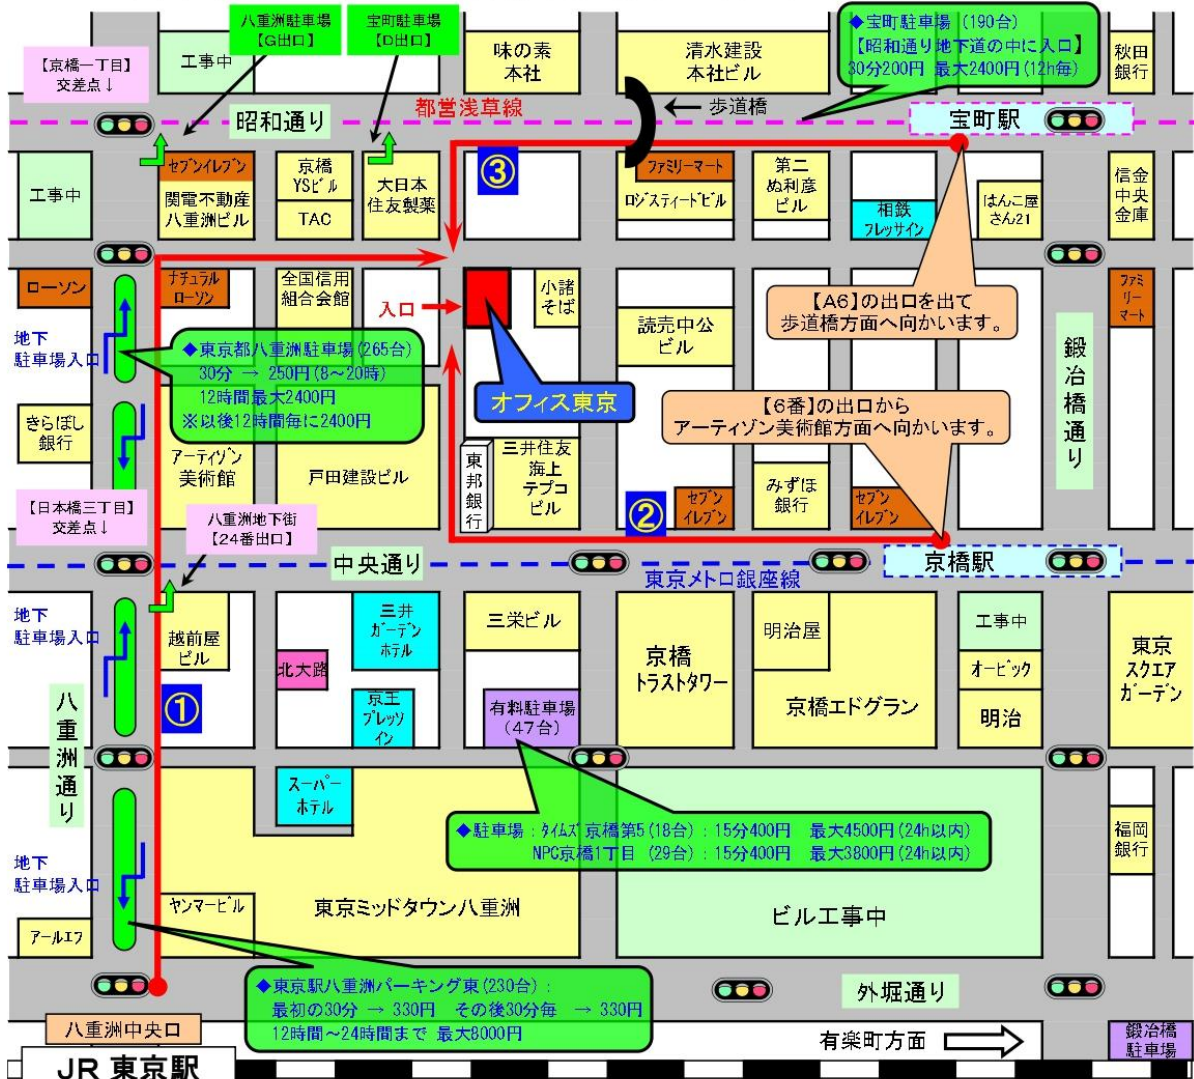 八重洲駐車場
【G出口】
宝町駐車場
【D出口】
◆宝町駐車場 (190台)
【昭和通り地下道の中に入口】
30分200円 最大2400円(12h毎)
【京橋一丁目】
交差点↓
工事中
味の素
本社
清水建設
本社ビル
秋田
銀行
都営浅草線
← 歩道橋
昭和通り
宝町駅
工事中
セブンイレブン
関電不動産
八重洲ビル
京橋
YSビル
TAC
大日本
住友製薬
③
ファミリーマート
ロジスティードビル
第二
ぬ利彦
ビル
相鉄
フレッサイン
はんこ屋
さん21
信金
中央
金庫
ローソン
ナチュラル
ローソン
全国信用
組合会館
入口
小諸
そば
読売中公
ビル
【A6】の出口を出て
歩道橋方面へ向かいます。
ファミ
リー
マート
地下
駐車場入口
◆東京都八重洲駐車場(265台)
30分 → 250円(8～20時)
12時間最大2400円
※以後12時間毎に2400円
オフィス東京
鍛冶橋通り
【6番】の出口から
アーティゾン美術館方面へ向かいます。
きらぼし
銀行
アーティゾン
美術館
戸田建設ビル
東邦銀行
三井住友
海上
テプコ
ビル
②
セブン
イレブン
みずほ
銀行
セブン
イレブン
【日本橋三丁目】
交差点↓
八重洲地下街
【24番出口】
中央通り
東京メトロ銀座線
京橋駅
地下
駐車場入口
越前屋
ビル
北大路
三井
ガーデン
ホテル
三栄ビル
京橋
トラストタワー
明治屋
京橋エドグラン
工事中
オービック
明治
東京
スクエア
ガーデン
八重洲通り
①
京王
プレッソ
イン
有料駐車場
(47台)
スーパー
ホテル
◆駐車場：タイムズ京橋第5(18台)：15分400円 最大4500円(24h以内)
NPC京橋1丁目 (29台)：15分400円 最大3800円(24h以内)
福岡
銀行
地下
駐車場入口
アールエフ
ヤンマービル
東京ミッドタウン八重洲
ビル工事中
◆東京駅八重洲パーキング東(230台)：
最初の30分 → 330円 その後30分毎 → 330円
12時間～24時間まで 最大8000円
外堀通り
八重洲中央口
JR 東京駅
有楽町方面
鍛冶橋
駐車場